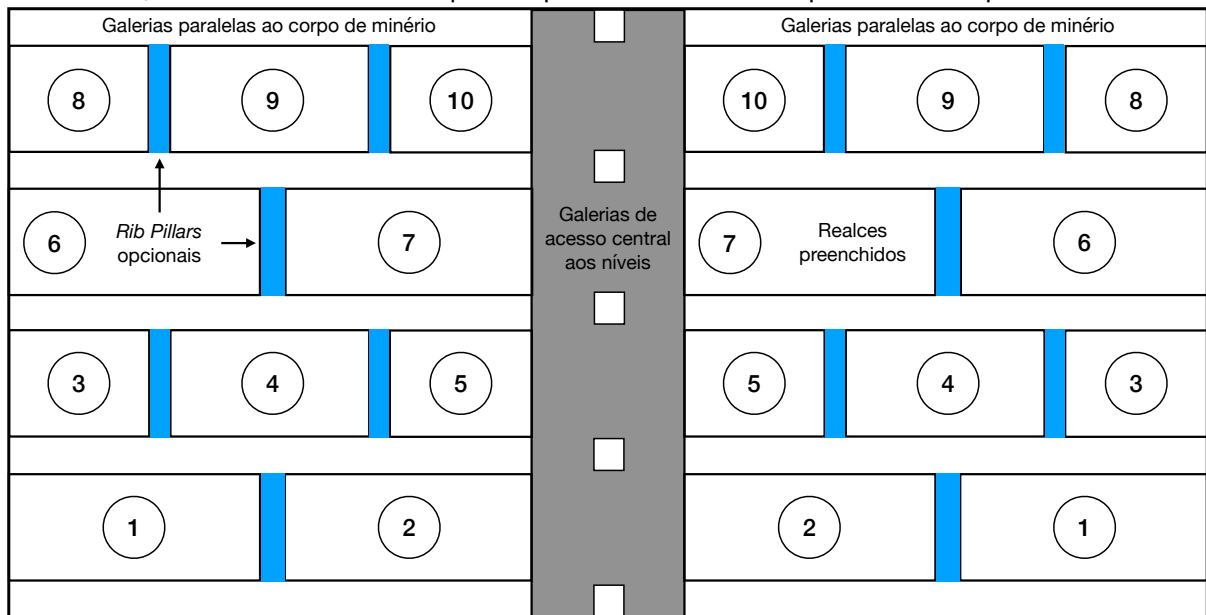 Galerias paralelas ao corpo de minério
Galerias paralelas ao corpo de minério
8
9
10
10
9
8
Rib Pillars
opcionais
6
7
Galerias de
acesso central
aos níveis
7
Realces
preenchidos
6
3
4
5
5
4
3
1
2
2
1